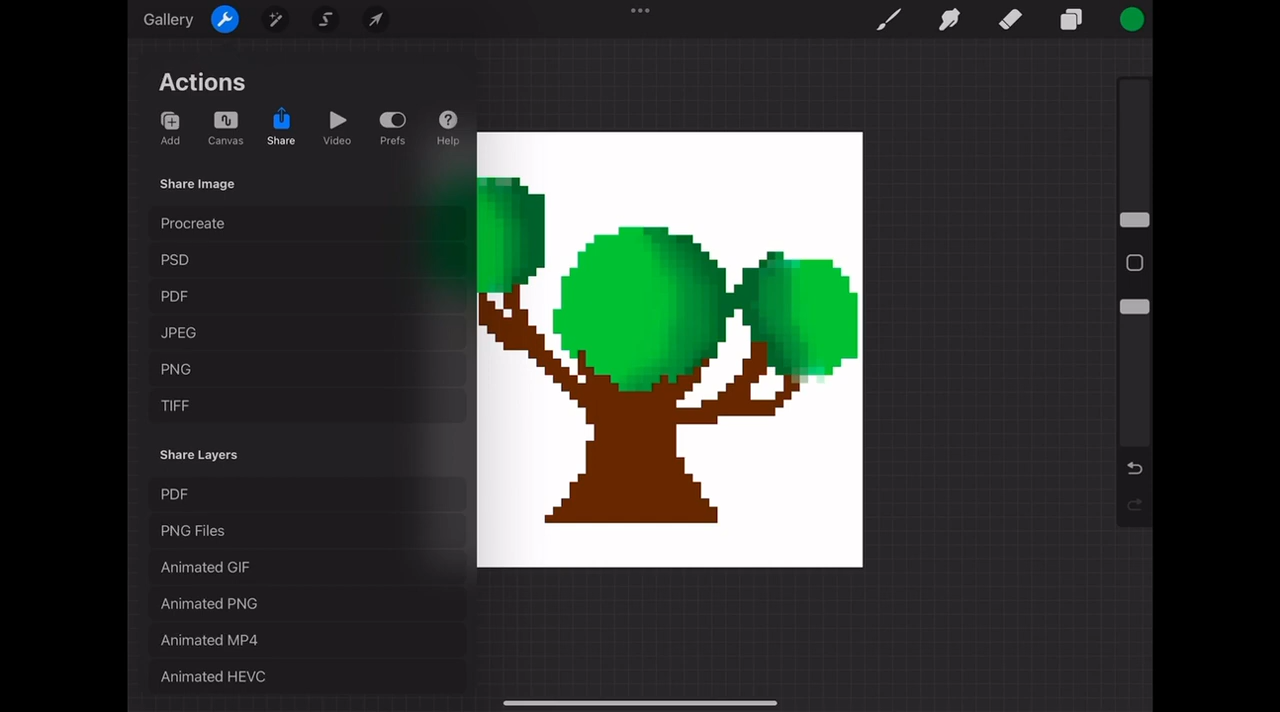 Gallery
Actions
Add Canvas Share Video Prefs Help
Share Image
Procreate
PSD
PDF
JPEG
PNG
TIFF
Share Layers
PDF
PNG Files
Animated GIF
Animated PNG
Animated MP4
Animated HEVC